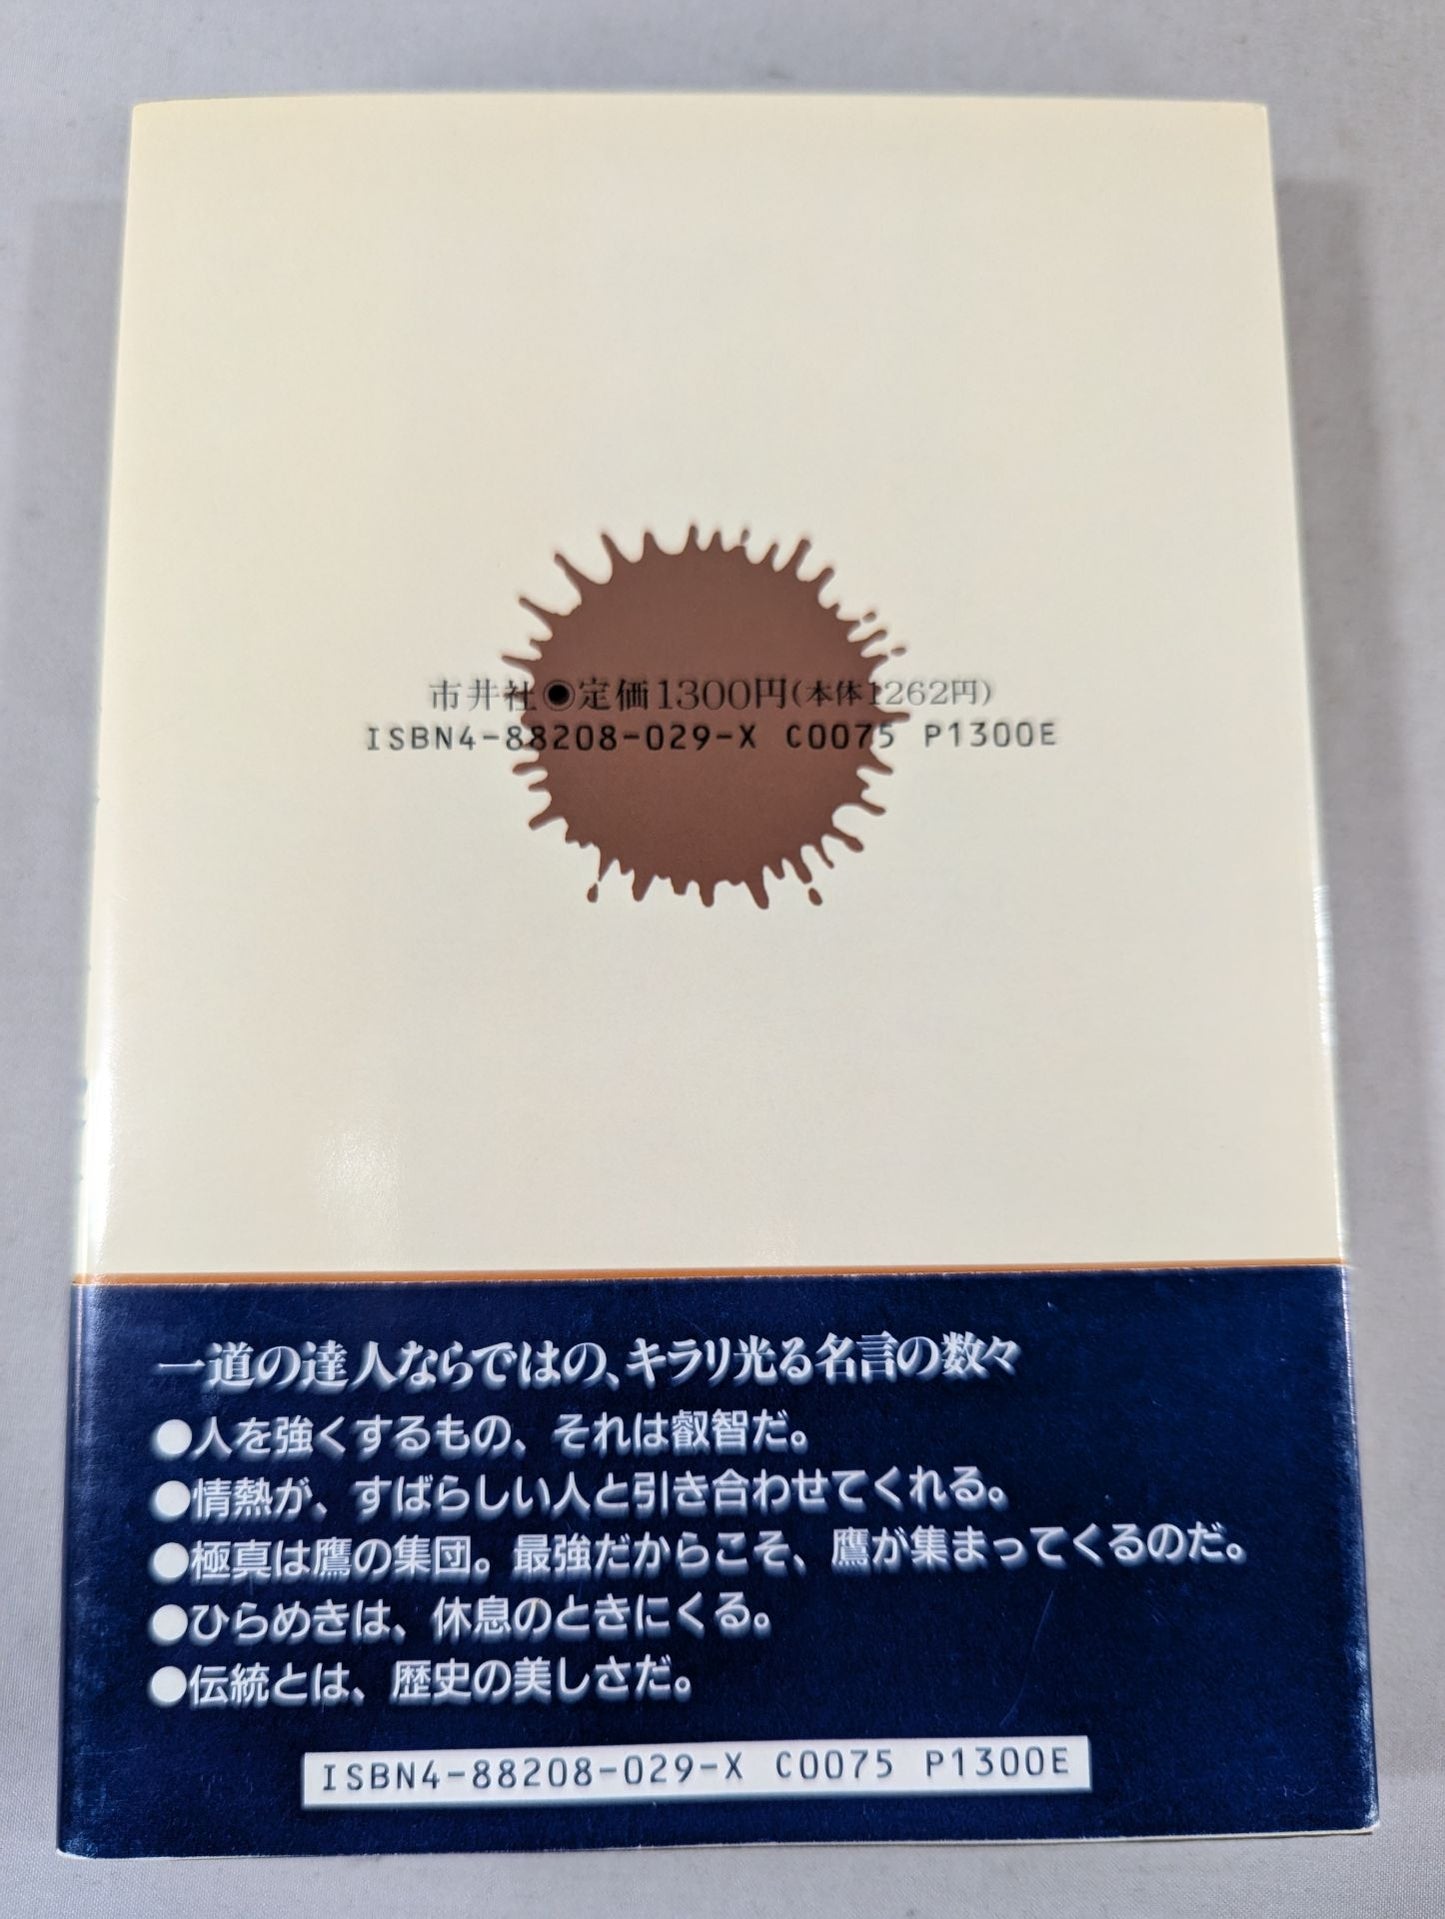 市井社◉定価1300円(本体1262円)
ISBN4-88208-029-X C0075 P1300E
一道の達人ならではの、キラリ光る名言の数々
●人を強くするもの、それは叡智だ。
●情熱が、すばらしい人と引き合わせてくれる。
●極真は鷹の集団。最強だからこそ、鷹が集まってくるのだ。
●ひらめきは、休息のときにくる。
●伝統とは、歴史の美しさだ。
ISBN4-88208-029-X C0075 P1300E